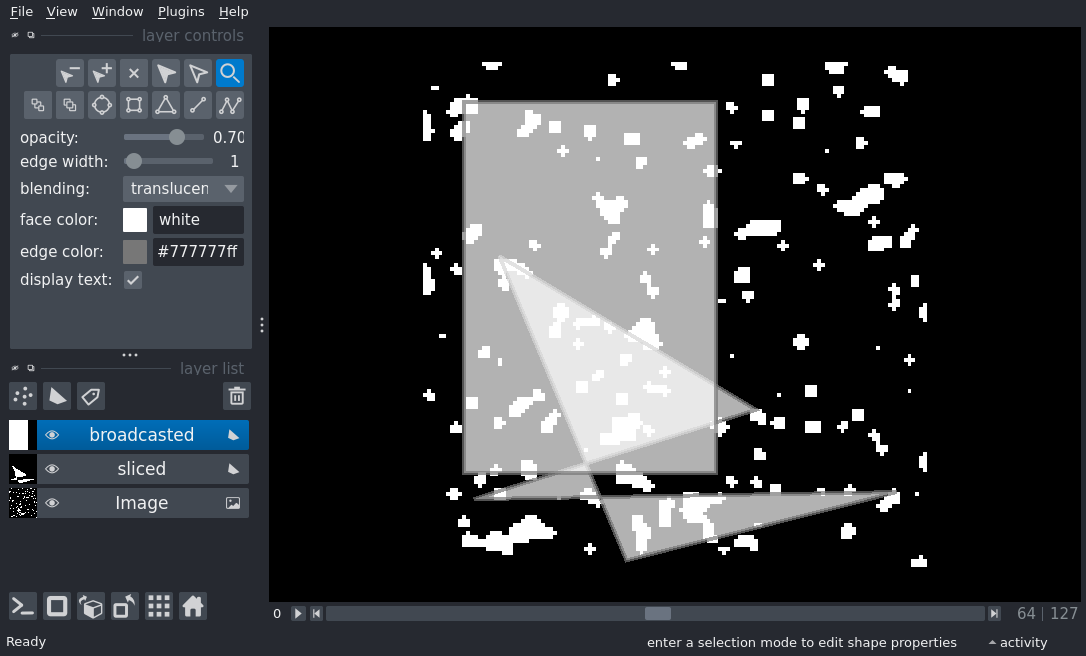 File View Window Plugins Help
layer controls
opacity: 0.70
edge width: 1
blending: translucen
face color: white
edge color: #777777ff
display text:
layer list
broadcasted
sliced
Image
0 64 | 127
Ready enter a selection mode to edit shape properties activity